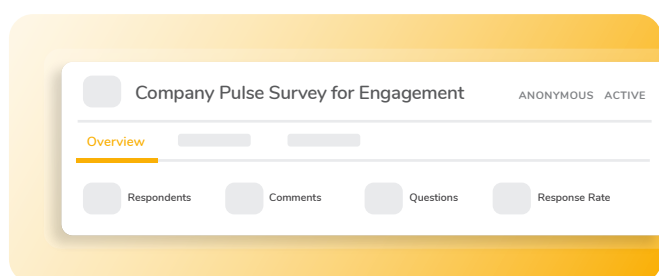 Company Pulse Survey for Engagement ANONYMOUS ACTIVE
Overview
Respondents Comments Questions Response Rate